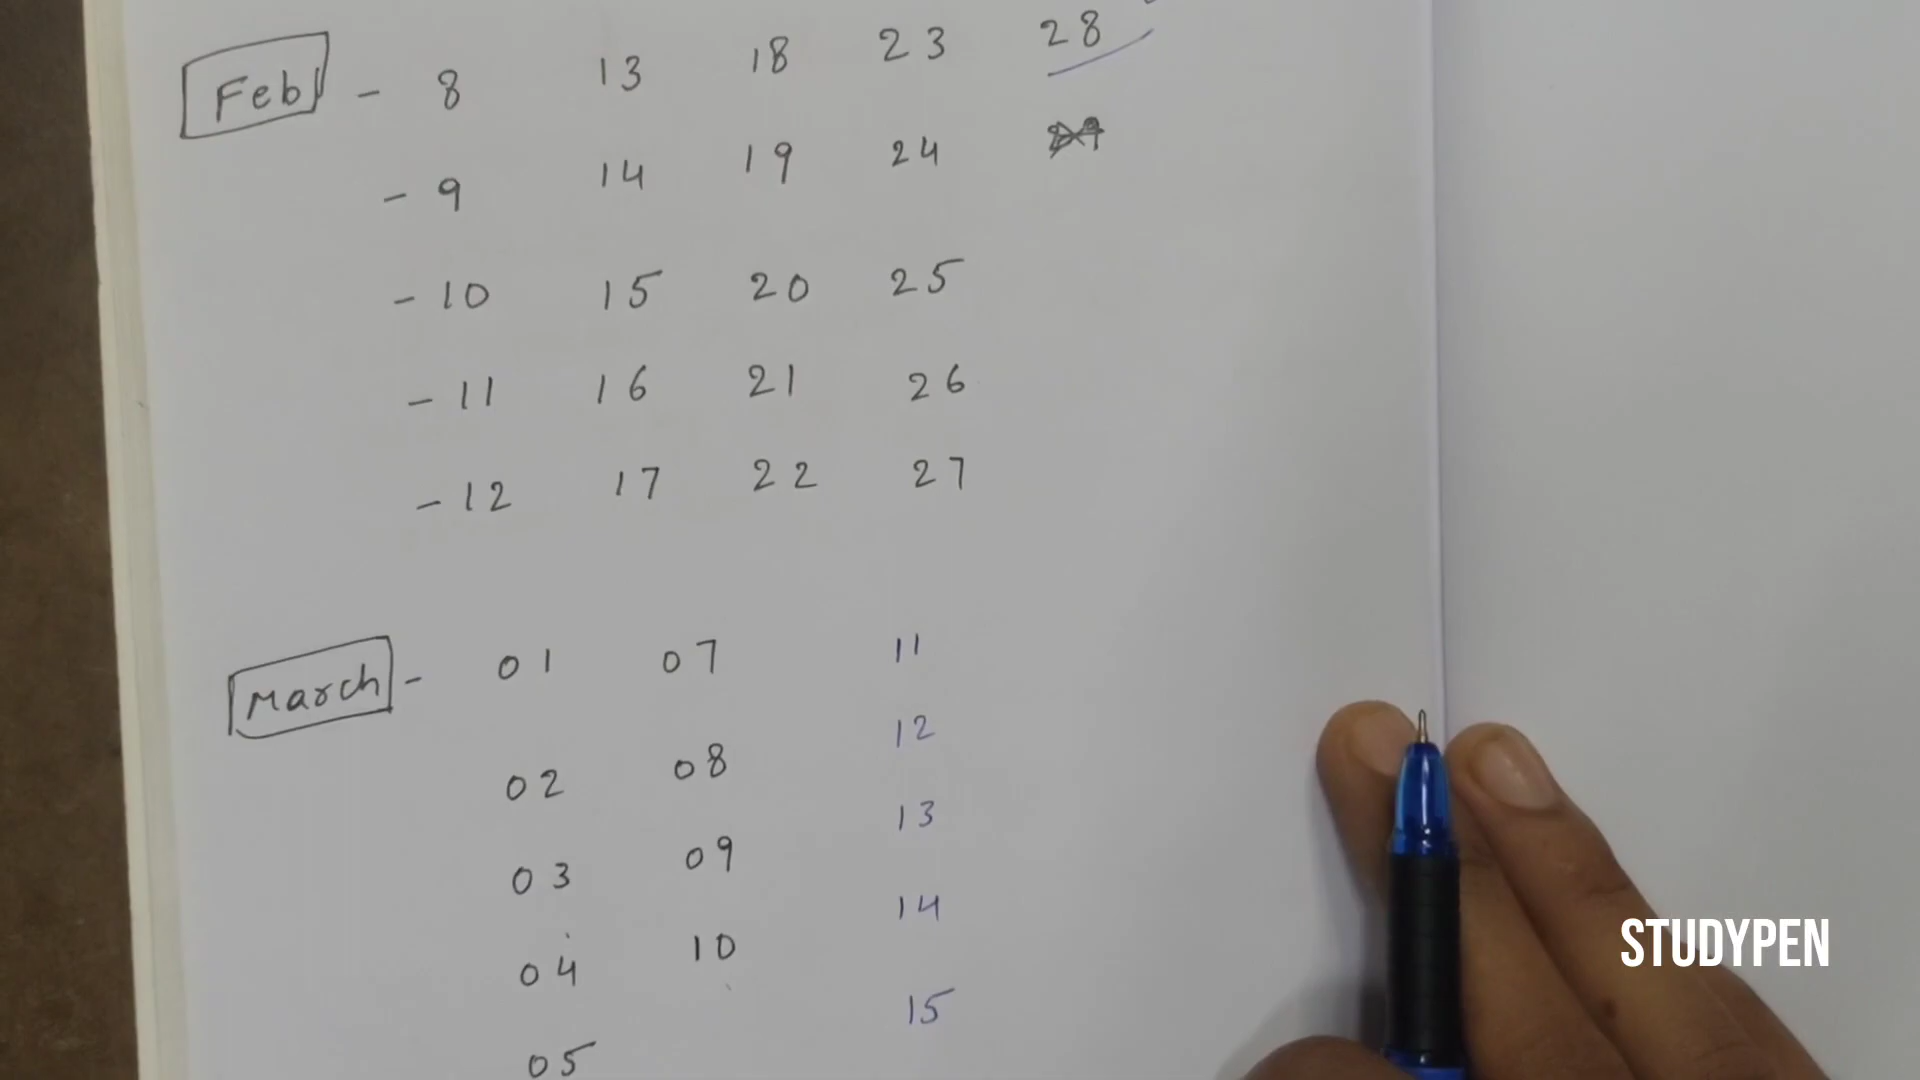 Feb - 8 13 18 23 28
- 9 14 19 24
- 10 15 20 25
- 11 16 21 26
- 12 17 22 27
March - 01 07 11
02 08 12
03 09 13
04 10 14
05 15
STUDYPEN